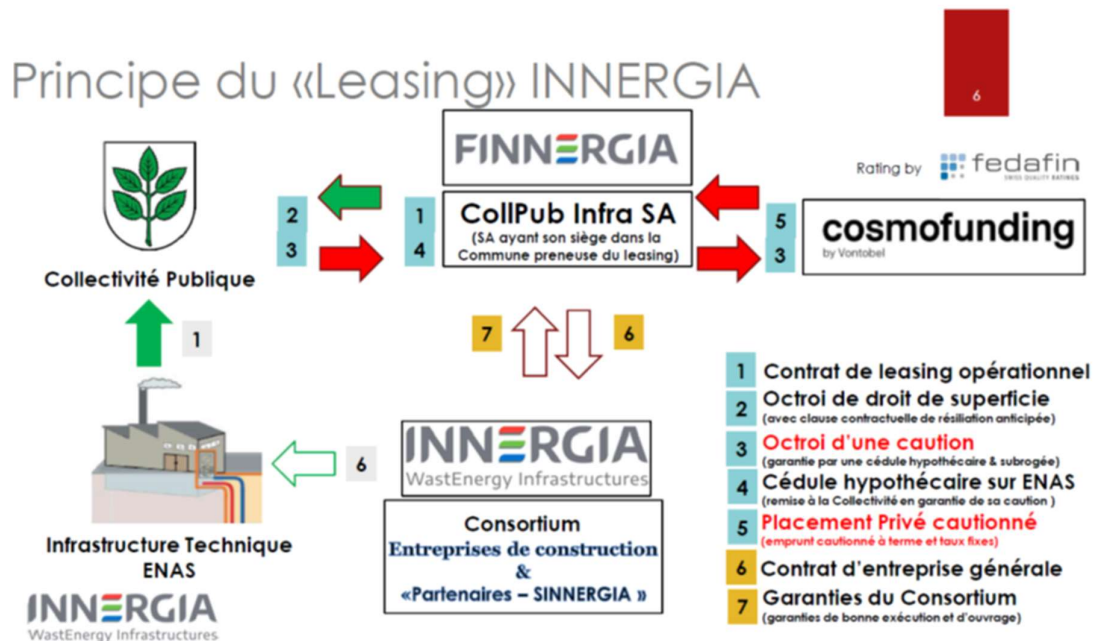 Principe du «Leasing» INNERGIA
6
FINNERGIA
Rating by fedafin
SWISS QUALITY RATINGS
2
3
1
4
CollPub Infra SA
(SA ayant son siège dans la
Commune preneuse du leasing)
5
3
cosmofunding
by Vontobel
Collectivité Publique
1
7
6
6
INNERGIA
WastEnergy Infrastructures
Consortium
Entreprises de construction
&
«Partenaires – SINNERGIA »
Infrastructure Technique
ENAS
INNERGIA
WastEnergy Infrastructures
1 Contrat de leasing opérationnel
2 Octroi de droit de superficie
(avec clause contractuelle de résiliation anticipée)
3 Octroi d'une caution
(garantie par une cédule hypothécaire & subrogée)
4 Cédule hypothécaire sur ENAS
(remise à la Collectivité en garantie de sa caution )
5 Placement Privé cautionné
(emprunt cautionné à terme et taux fixes)
6 Contrat d'entreprise générale
7 Garanties du Consortium
(garanties de bonne exécution et d'ouvrage)